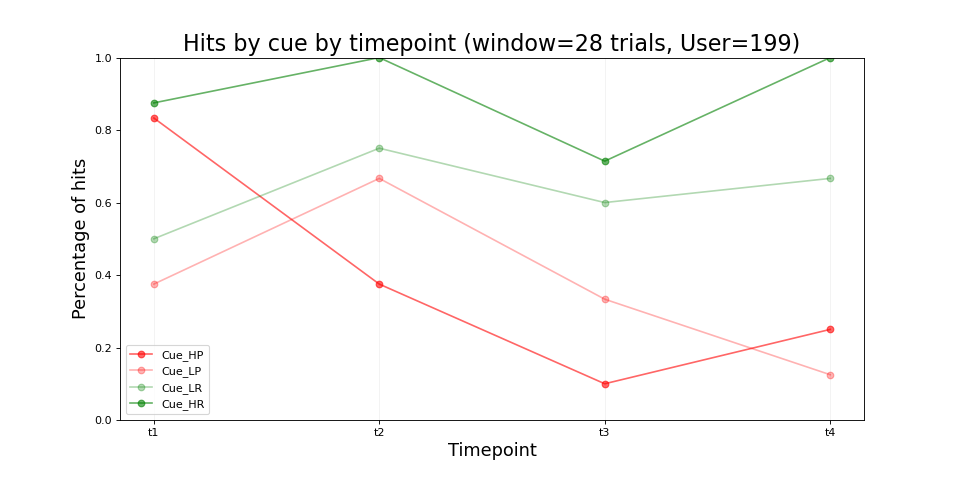 Hits by cue by timepoint (window=28 trials, User=199)
Percentage of hits
1.0
0.8
0.6
0.4
0.2
0.0
Cue_HP
Cue_LP
Cue_LR
Cue_HR
t1 t2 t3 t4
Timepoint